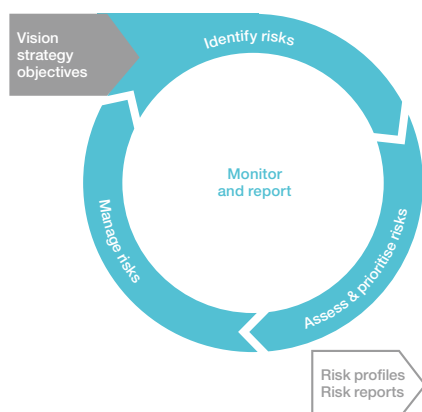 Vision
strategy
objectives
Identify risks
Monitor
and report
Manage risks
Assess & prioritise risks
Risk profiles
Risk reports